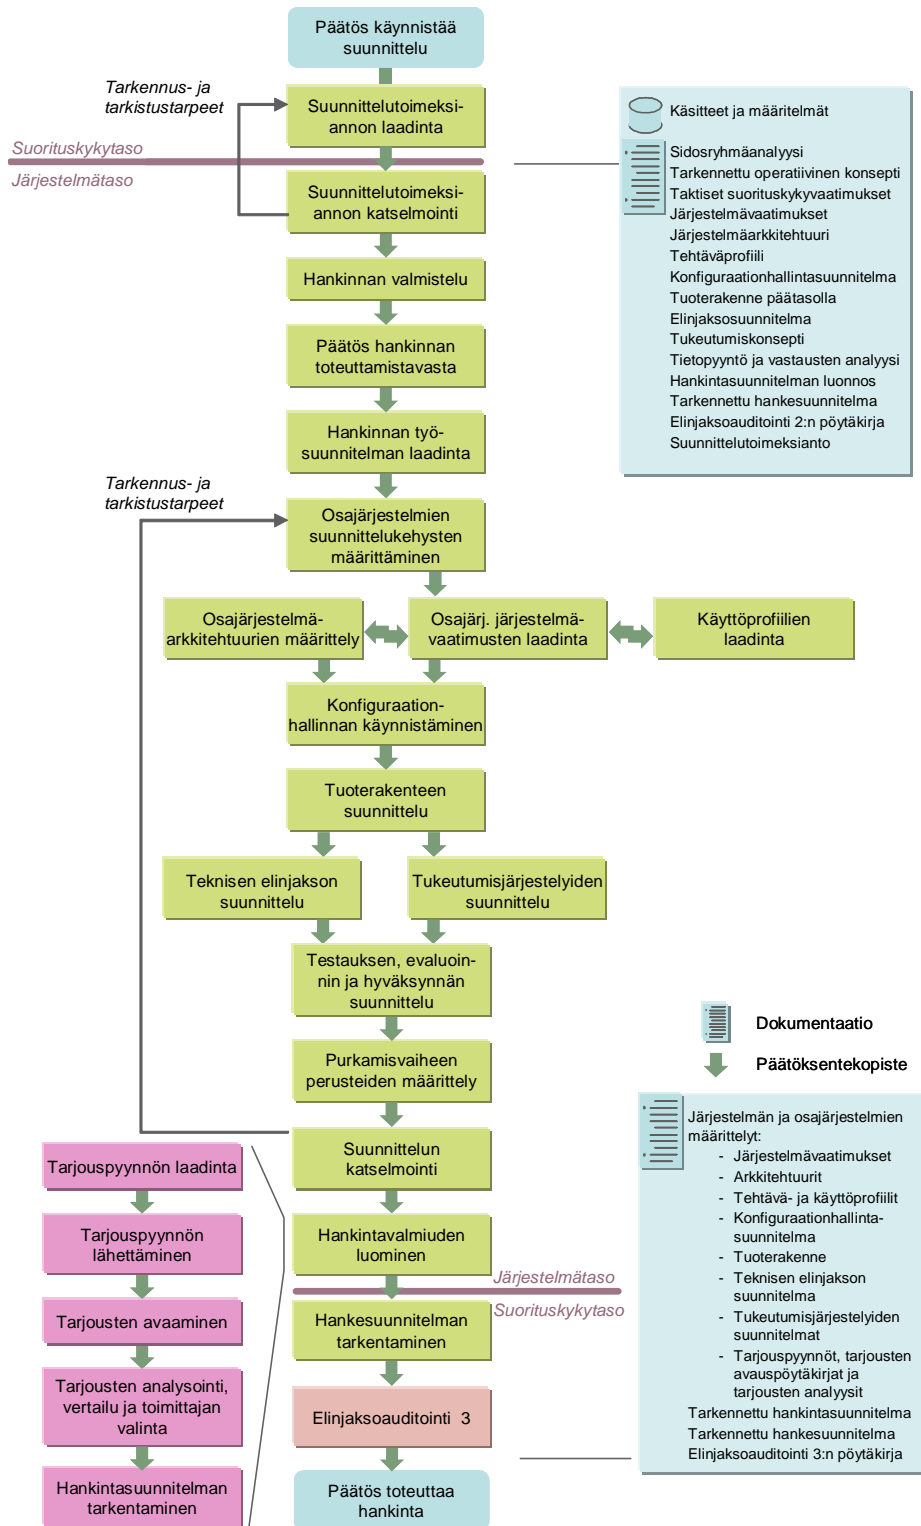 Päätös käynnistää
suunnittelu
Tarkennus- ja
tarkistustarpeet
Suunnittelutoimeksi-
annon laadinta
Suorituskykytaso
Järjestelmätaso
Suunnittelutoimeksi-
annon katselmointi
Hankinnan valmistelu
Päätös hankinnan
toteuttamistavasta
Hankinnan työ-
suunnitelman laadinta
Käsitteet ja määritelmät
Sidosryhmäanalyysi
Tarkennettu operatiivinen konsepti
Taktiset suorituskykyvaatimukset
Järjestelmävaatimukset
Järjestelmäarkkitehtuuri
Tehtäväprofiili
Konfiguraationhallintasuunnitelma
Tuoterakenne päätasolla
Elinjaksosuunnitelma
Tukeutumiskonsepti
Tietopyyntö ja vastausten analyysi
Hankintasuunnitelman luonnos
Tarkennettu hankesuunnitelma
Elinjaksoauditointi 2:n pöytäkirja
Suunnittelutoimeksianto
Tarkennus- ja
tarkistustarpeet
Osajärjestelmien
suunnittelukehysten
määrittäminen
Osajärjestelmä-
arkkitehtuurien määrittely
Osajärj. järjestelmä-
vaatimusten laadinta
Käyttöprofiilien
laadinta
Konfiguraation-
hallinnan käynnistäminen
Tuoterakenteen
suunnittelu
Teknisen elinjakson
suunnittelu
Tukeutumisjärjestelyiden
suunnittelu
Testauksen, evaluoin-
nin ja hyväksynnän
suunnittelu
Purkamisvaiheen
perusteiden määrittely
Suunnittelun
katselmointi
Hankintavalmiuden
luominen
Järjestelmätaso
Suorituskykytaso
Hankesuunnitelman
tarkentaminen
Elinjaksoauditointi 3
Päätös toteuttaa
hankinta
Tarjouspyynnön laadinta
Tarjouspyynnön
lähettäminen
Tarjousten avaaminen
Tarjousten analysointi,
vertailu ja toimittajan
valinta
Hankintasuunnitelman
tarkentaminen
Dokumentaatio
Päätöksentekopiste
Järjestelmän ja osajärjestelmien
määrittelyt:
- Järjestelmävaatimukset
- Arkkitehtuurit
- Tehtävä- ja käyttöprofiilit
- Konfiguraationhallinta-
suunnitelma
- Tuoterakenne
- Teknisen elinjakson
suunnitelma
- Tukeutumisjärjestelyiden
suunnitelmat
- Tarjouspyynnöt, tarjousten
avauspöytäkirjat ja
tarjousten analyysit
Tarkennettu hankintasuunnitelma
Tarkennettu hankesuunnitelma
Elinjaksoauditointi 3:n pöytäkirja